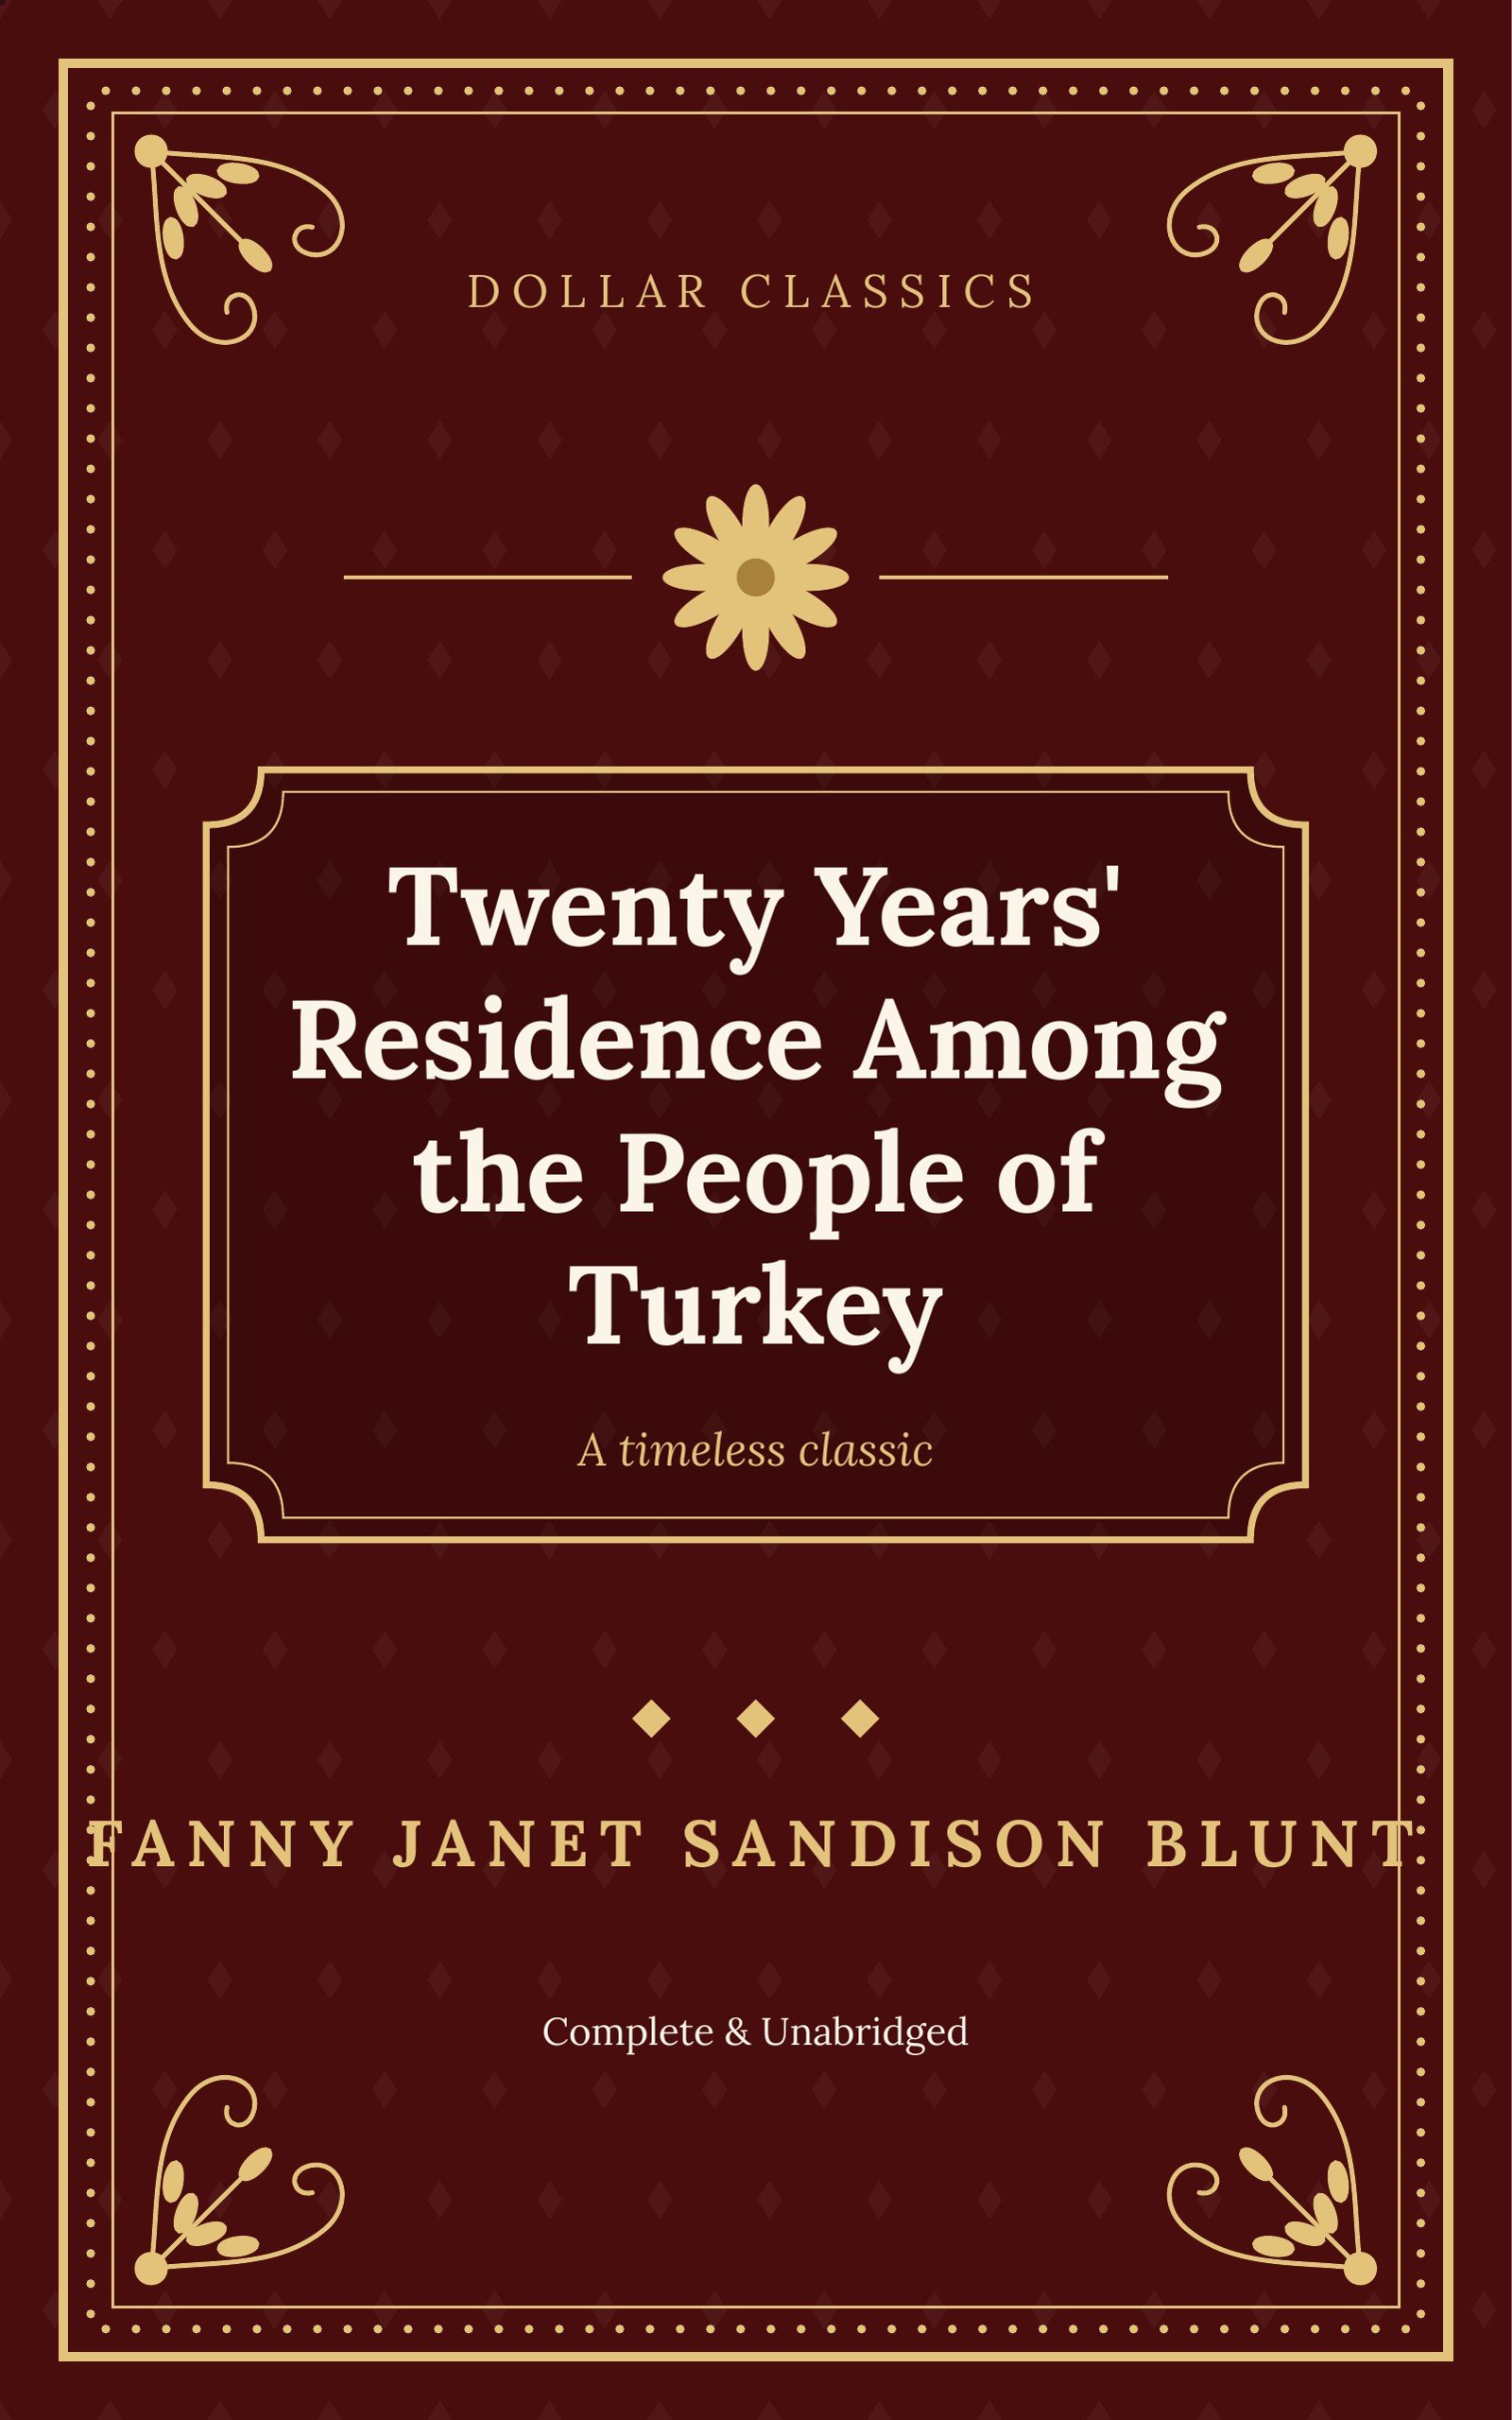 DOLLAR CLASSICS
Twenty Years'
Residence Among
the People of
Turkey
A timeless classic
FANNY JANET SANDISON BLUNT
Complete & Unabridged